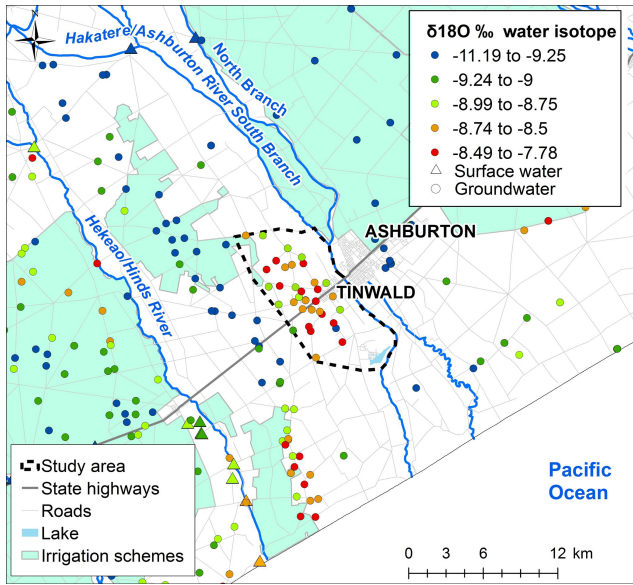 Hakatere/Ashburton River South Branch
North Branch
δ18O ‰ water isotope
-11.19 to -9.25
-9.24 to -9
-8.99 to -8.75
-8.74 to -8.5
-8.49 to -7.78
Surface water
Groundwater
ASHBURTON
TINWALD
Hekeao/Hinds River
Study area
State highways
Roads
Lake
Irrigation schemes
Pacific
Ocean
0 3 6 12 km